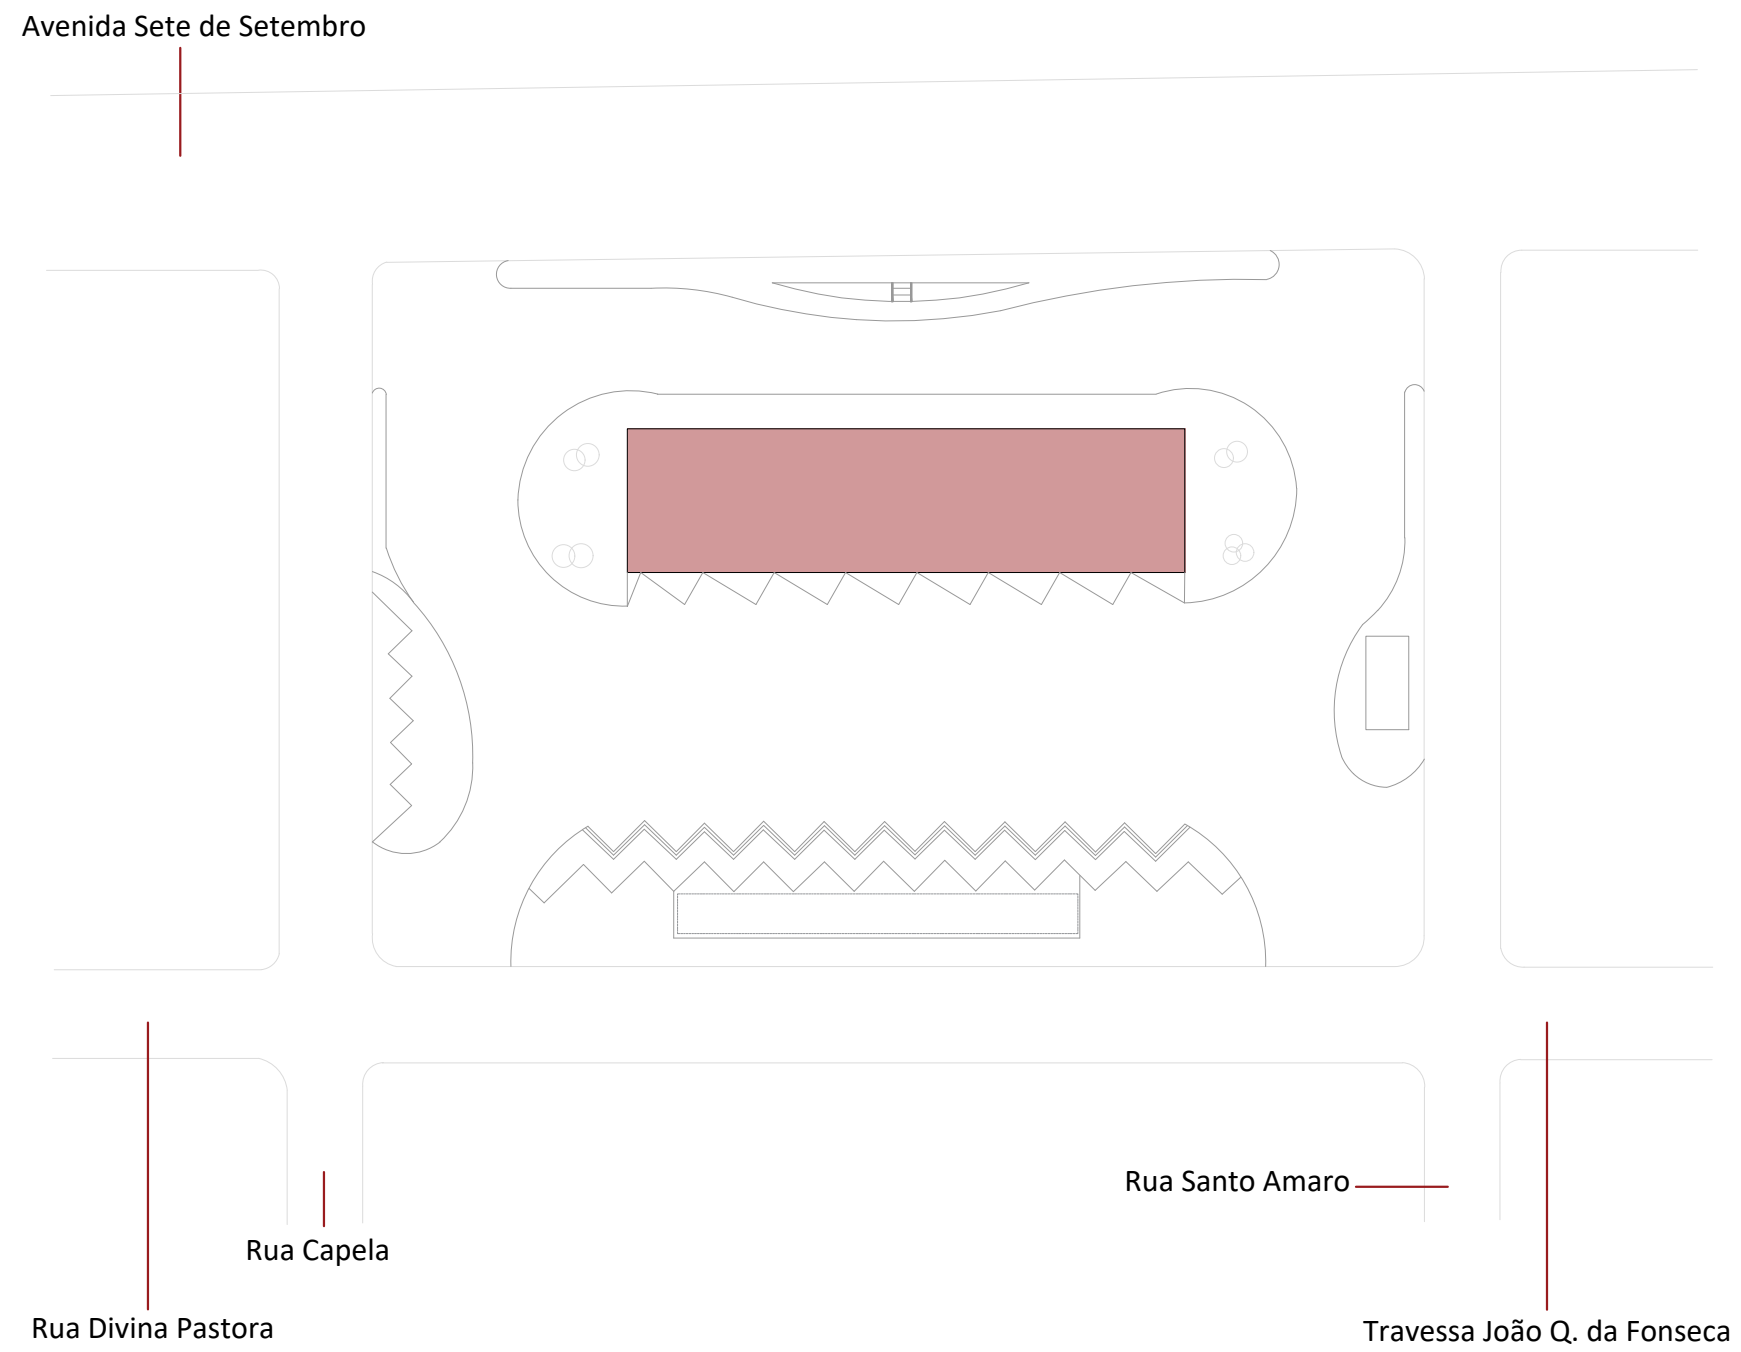 Avenida Sete de Setembro
Rua Santo Amaro
Rua Capela
Rua Divina Pastora
Travessa João Q. da Fonseca